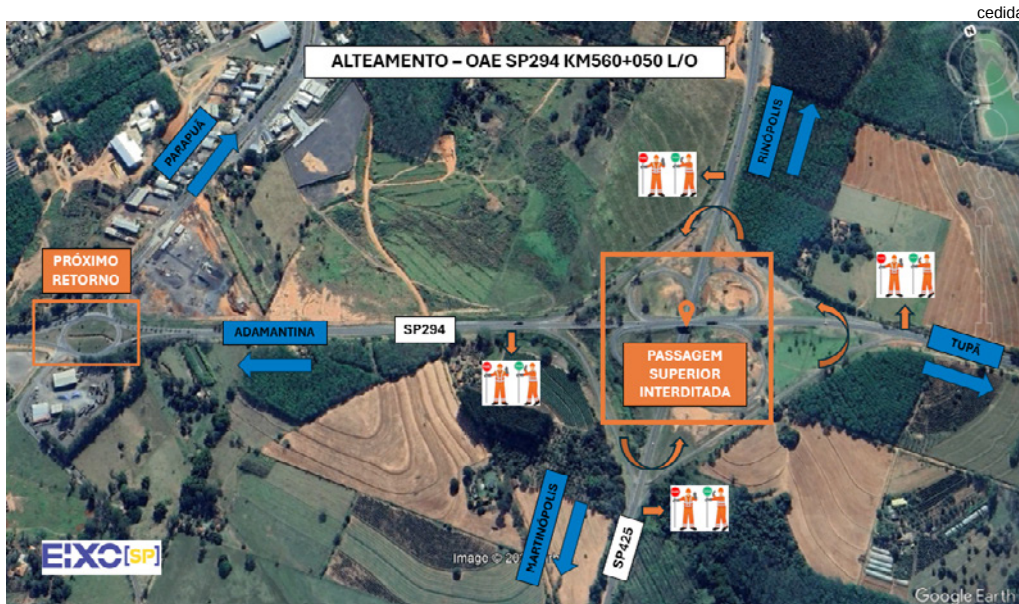 cedida
ALTEAMENTO – OAE SP294 KM560+050 L/O
N
PARAPUÃ
RINÓPOLIS
PRÓXIMO
RETORNO
ADAMANTINA
SP294
PASSAGEM
SUPERIOR
INTERDITADA
TUPÃ
MARTINÓPOLIS
SP425
EIXO[SP]
Image ©
Google Earth